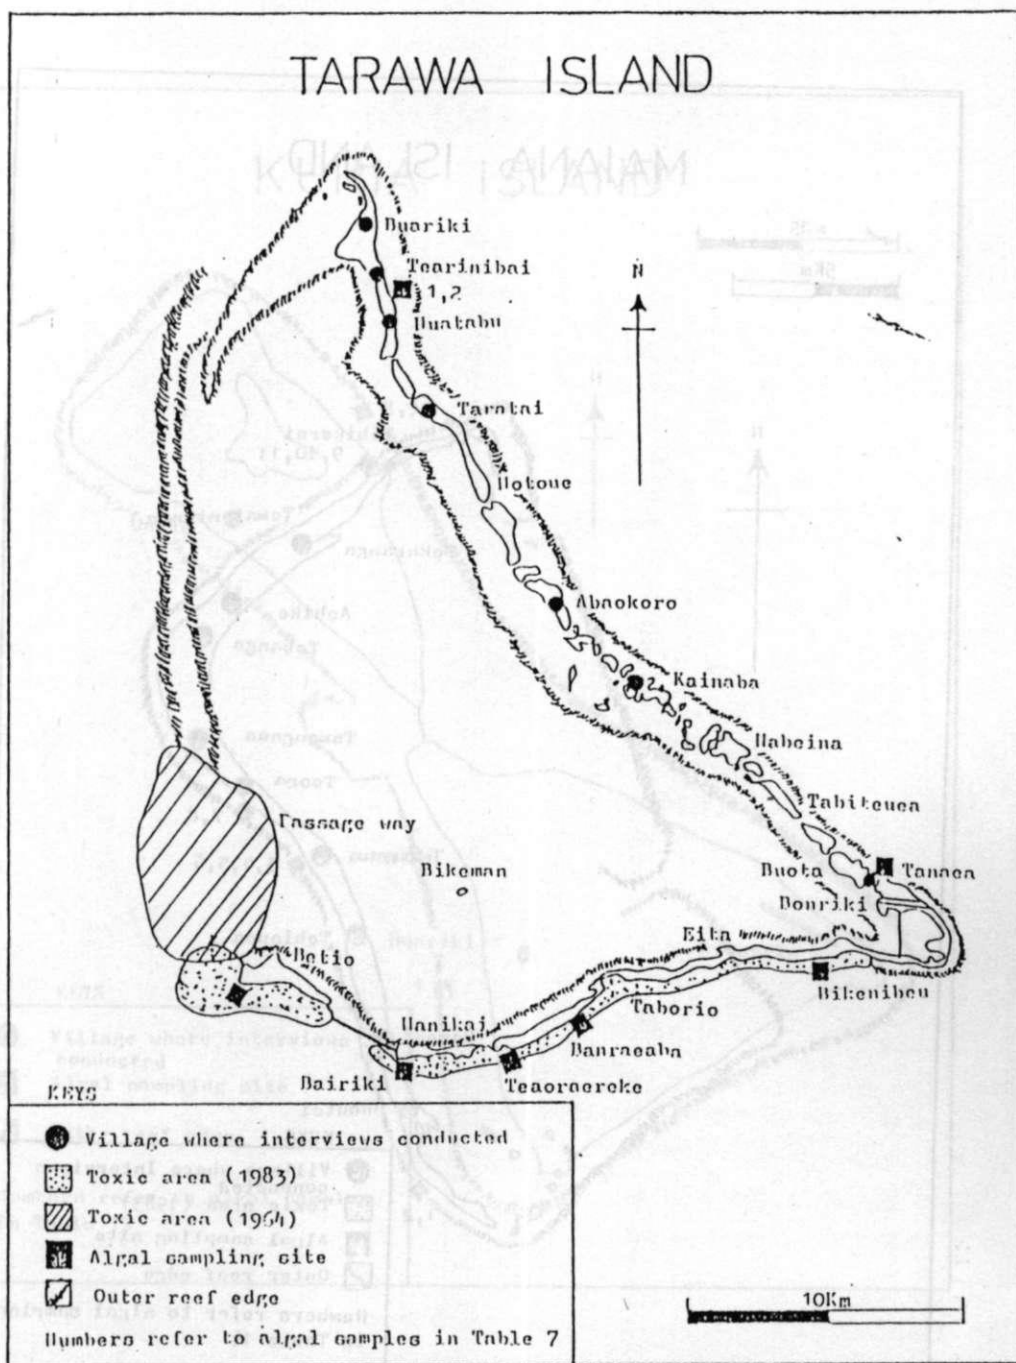 TARAWA ISLAND
N
Buariki
Tearinibai
1,2
Nuatabu
Taratai
Notoue
Abaokoro
Kainaba
Nabeina
Tabiteuea
Passage way
Bikeman
Buota
Tanaea
Bonriki
Eita
Betio
Bikenibeu
Taborio
Nanikai
Banraeaba
Bairiki
Teaoraereke
KEYS
Village where interviews conducted
Toxic area (1983)
Toxic area (1964)
Algal sampling site
Outer reef edge
10Km
Numbers refer to algal samples in Table 7